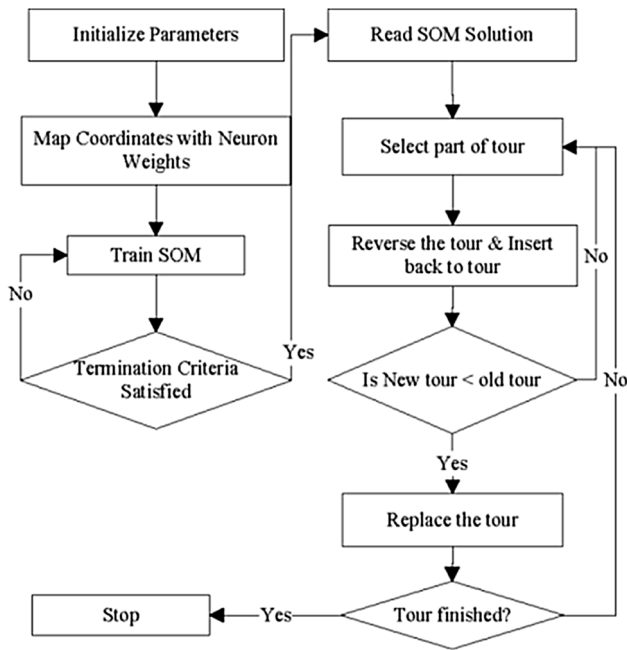 Initialize Parameters
Map Coordinates with Neuron
Weights
Train SOM
No
Termination Criteria
Satisfied
Yes
Read SOM Solution
Select part of tour
Reverse the tour & Insert
back to tour
No
Is New tour < old tour
No
Yes
Replace the tour
Tour finished?
Yes
Stop